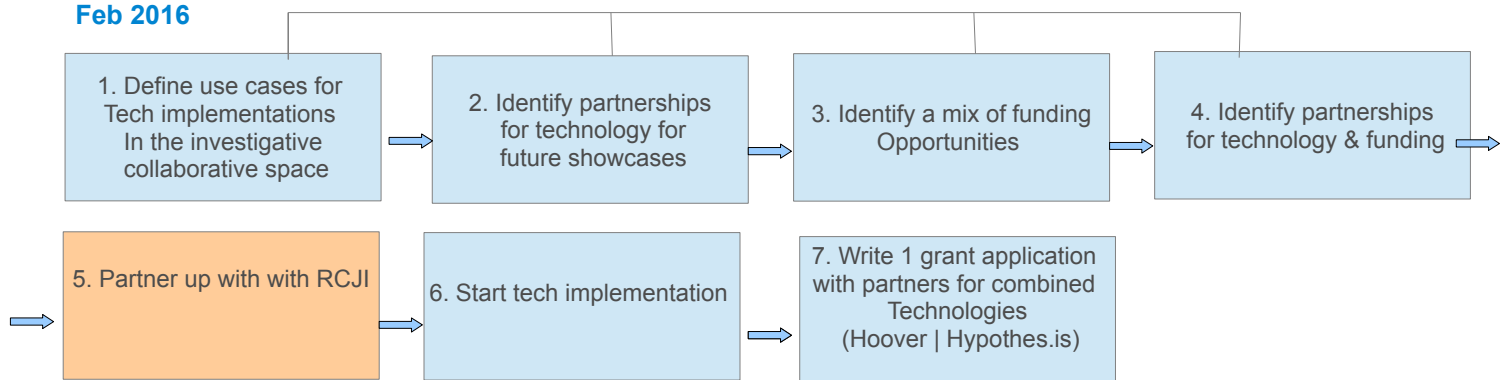 Feb 2016
1. Define use cases for
Tech implementations
In the investigative
collaborative space
2. Identify partnerships
for technology for
future showcases
3. Identify a mix of funding
Opportunities
4. Identify partnerships
for technology & funding
5. Partner up with with RCJI
6. Start tech implementation
7. Write 1 grant application
with partners for combined
Technologies
(Hoover | Hypothes.is)